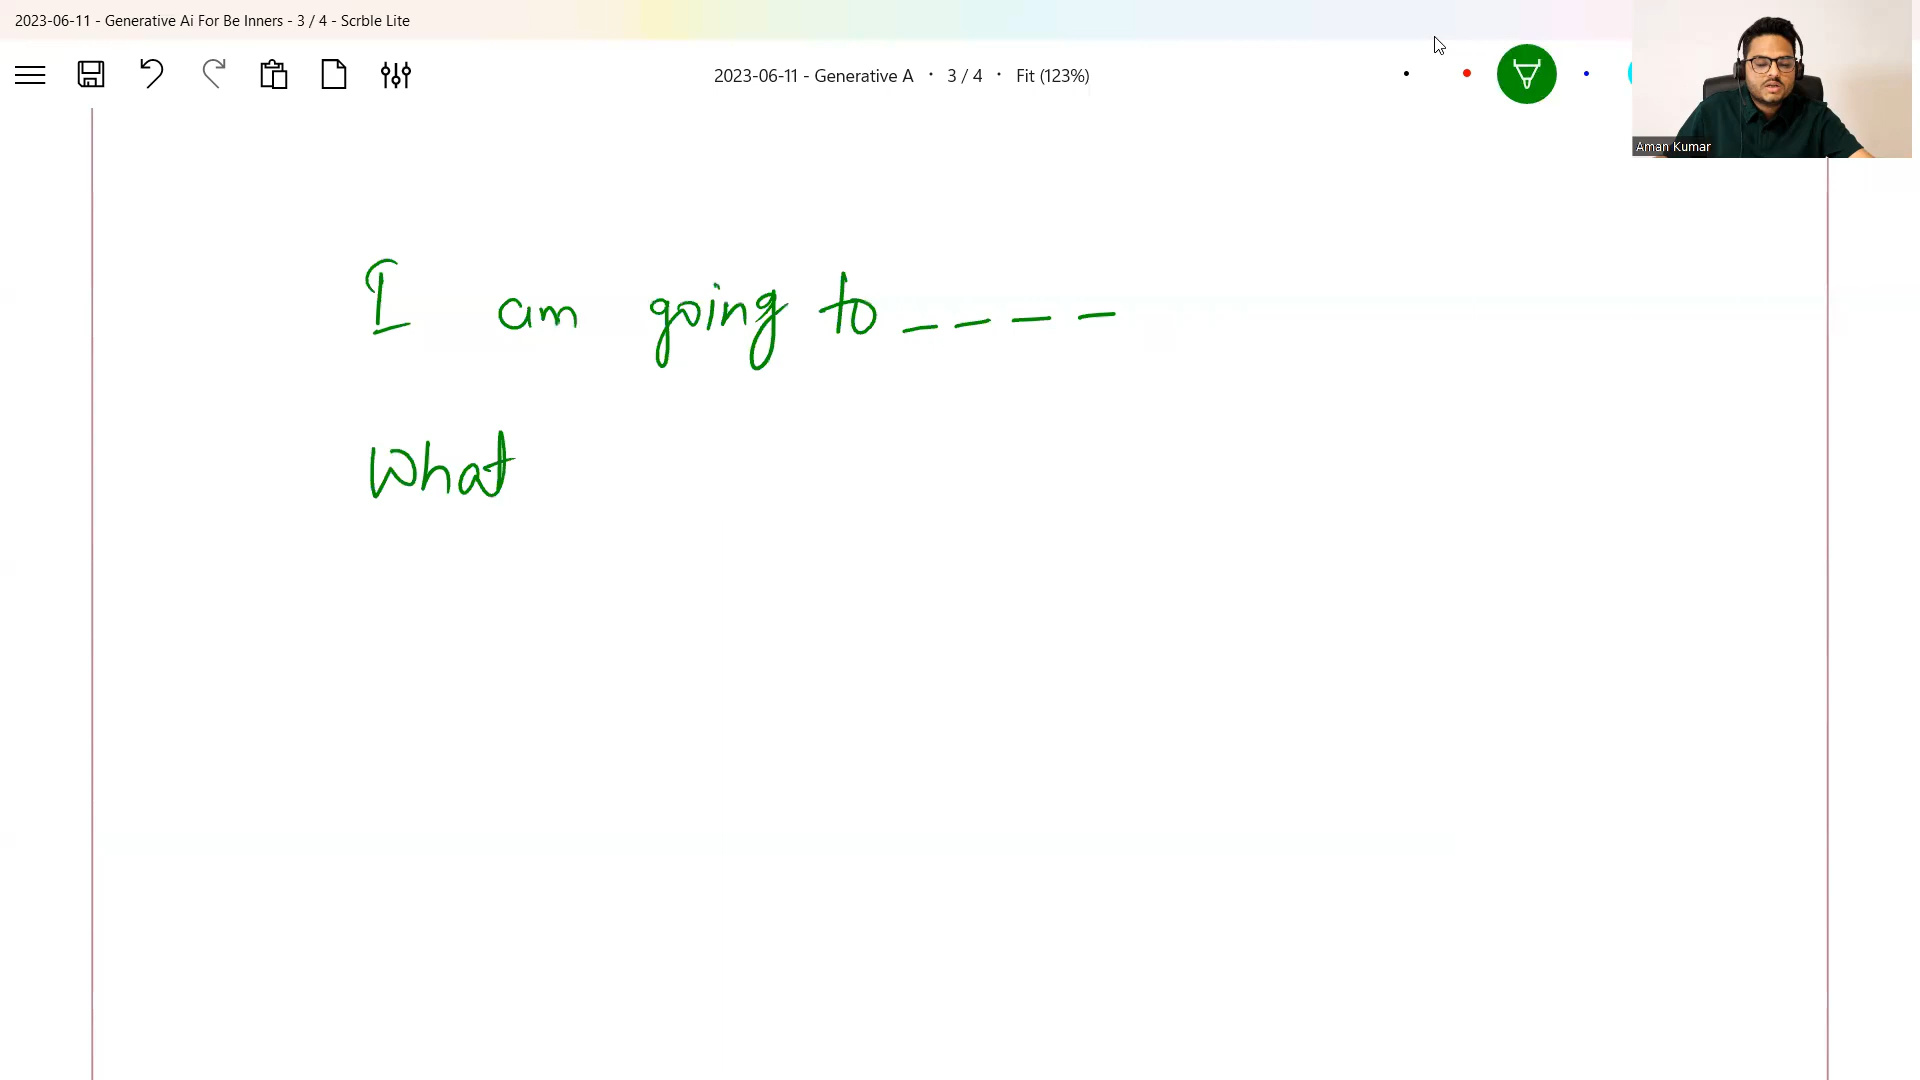 2023-06-11 - Generative Ai For Be Inners - 3 / 4 - Scrble Lite
2023-06-11 - Generative A · 3 / 4 · Fit (123%)
Aman Kumar
I am going to _ _ _ _
What